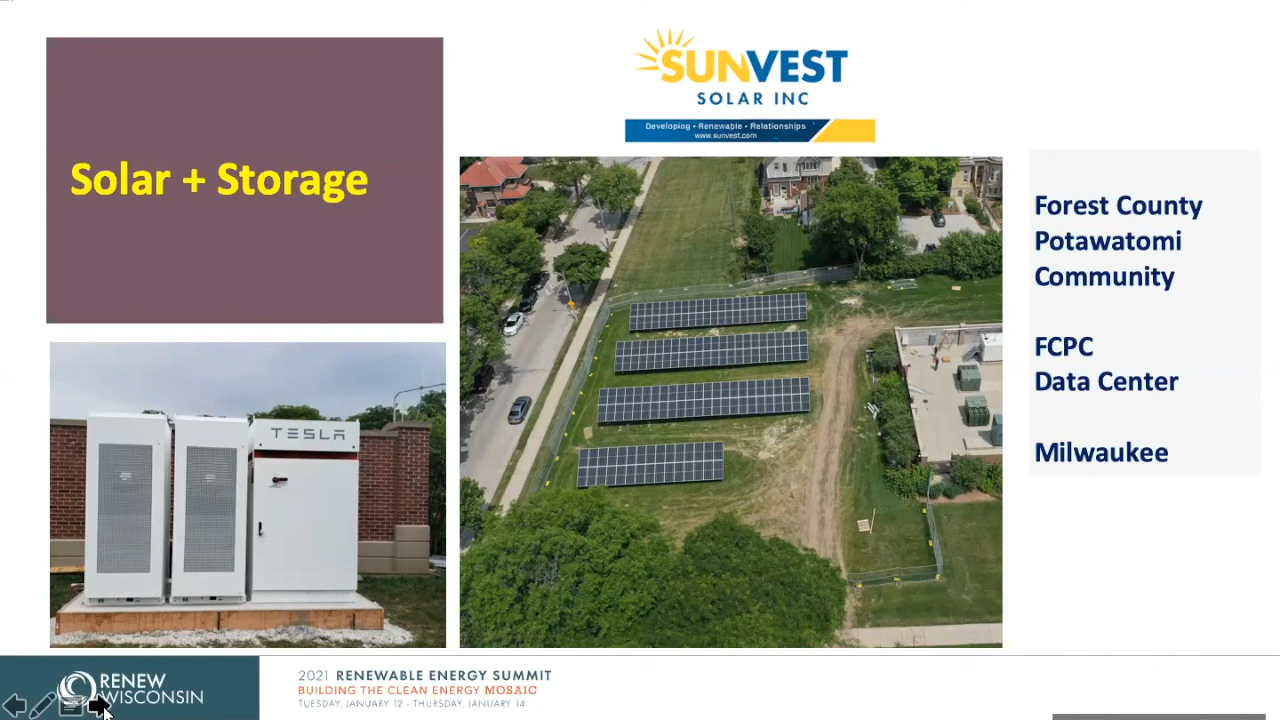 Solar + Storage
SUNVEST
SOLAR INC
Developing • Renewable • Relationships
www.sunvest.com
Forest County
Potawatomi
Community
FCPC
Data Center
Milwaukee
TESLA
RENEW
WISCONSIN
2021 RENEWABLE ENERGY SUMMIT
BUILDING THE CLEAN ENERGY MOSAIC
TUESDAY, JANUARY 12 - THURSDAY, JANUARY 14